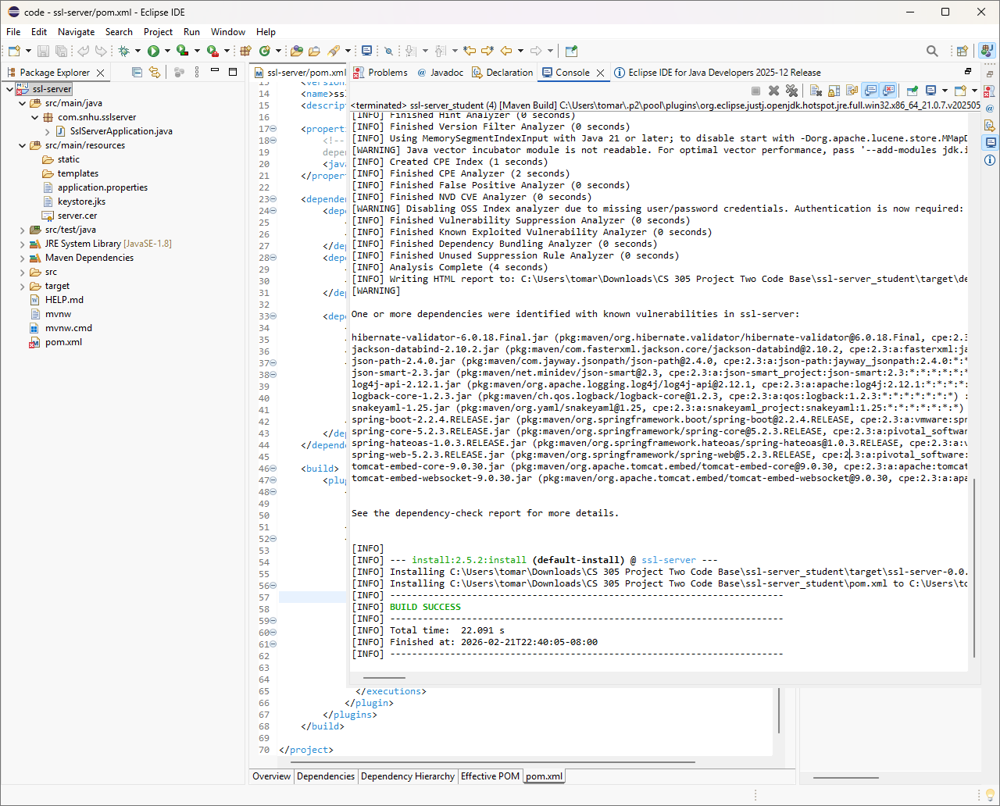 code - ssl-server/pom.xml - Eclipse IDE
File Edit Navigate Search Project Run Window Help
Package Explorer
ssl-server
src/main/java
com.snhu.sslserver
SslServerApplication.java
src/main/resources
static
templates
application.properties
keystore.jks
server.cer
src/test/java
JRE System Library [JavaSE-1.8]
Maven Dependencies
src
target
HELP.md
mvnw
mvnw.cmd
pom.xml
ssl-server/pom.xml
14 <name>ssl
15 <descript
16
17 <properti
18 <!--
19 depen
20 <java
21 </propert
22
23 <dependen
24 <depe
25
26
27 </dep
28 <depe
29
30
31 </dep
32
33 <depe
34
35
36
37
38
39
40
41
42
43 </dep
44 </depende
45
46 <build>
47 <plug
48
49
50
51
52
53
54
55
56
57
58
59
60
61
62
63
64
65 </executions>
66 </plugin>
67 </plugins>
68 </build>
69
70 </project>
Overview Dependencies Dependency Hierarchy Effective POM pom.xml
Problems @ Javadoc Declaration Console Eclipse IDE for Java Developers 2025-12 Release
<terminated> ssl-server_student (4) [Maven Build] C:\Users\tomar\.p2\pool\plugins\org.eclipse.justj.openjdk.hotspot.jre.full.win32.x86_64_21.0.7.v202505
[INFO] Finished Hint Analyzer (0 seconds)
[INFO] Finished Version Filter Analyzer (0 seconds)
[INFO] Using MemorySegmentIndexInput with Java 21 or later; to disable start with -Dorg.apache.lucene.store.MMapD
[WARNING] Java vector incubator module is not readable. For optimal vector performance, pass '--add-modules jdk.i
[INFO] Created CPE Index (1 seconds)
[INFO] Finished CPE Analyzer (2 seconds)
[INFO] Finished False Positive Analyzer (0 seconds)
[INFO] Finished NVD CVE Analyzer (0 seconds)
[WARNING] Disabling OSS Index analyzer due to missing user/password credentials. Authentication is now required:
[INFO] Finished Vulnerability Suppression Analyzer (0 seconds)
[INFO] Finished Known Exploited Vulnerability Analyzer (0 seconds)
[INFO] Finished Dependency Bundling Analyzer (0 seconds)
[INFO] Finished Unused Suppression Rule Analyzer (0 seconds)
[INFO] Analysis Complete (4 seconds)
[INFO] Writing HTML report to: C:\Users\tomar\Downloads\CS 305 Project Two Code Base\ssl-server_student\target\de
[WARNING]
One or more dependencies were identified with known vulnerabilities in ssl-server:
hibernate-validator-6.0.18.Final.jar (pkg:maven/org.hibernate.validator/hibernate-validator@6.0.18.Final, cpe:2.3
jackson-databind-2.10.2.jar (pkg:maven/com.fasterxml.jackson.core/jackson-databind@2.10.2, cpe:2.3:a:fasterxml:ja
json-path-2.4.0.jar (pkg:maven/com.jayway.jsonpath/json-path@2.4.0, cpe:2.3:a:json-path:jayway_jsonpath:2.4.0:*:*
json-smart-2.3.jar (pkg:maven/net.minidev/json-smart@2.3, cpe:2.3:a:json-smart_project:json-smart:2.3:*:*:*:*:*:*
log4j-api-2.12.1.jar (pkg:maven/org.apache.logging.log4j/log4j-api@2.12.1, cpe:2.3:a:apache:log4j:2.12.1:*:*:*:*:
logback-core-1.2.3.jar (pkg:maven/ch.qos.logback/logback-core@1.2.3, cpe:2.3:a:qos:logback:1.2.3:*:*:*:*:*:*:*) :
snakeyaml-1.25.jar (pkg:maven/org.yaml/snakeyaml@1.25, cpe:2.3:a:snakeyaml_project:snakeyaml:1.25:*:*:*:*:*:*:*)
spring-boot-2.2.4.RELEASE.jar (pkg:maven/org.springframework.boot/spring-boot@2.2.4.RELEASE, cpe:2.3:a:vmware:spr
spring-core-5.2.3.RELEASE.jar (pkg:maven/org.springframework/spring-core@5.2.3.RELEASE, cpe:2.3:a:pivotal_softwar
spring-hateoas-1.0.3.RELEASE.jar (pkg:maven/org.springframework.hateoas/spring-hateoas@1.0.3.RELEASE, cpe:2.3:a:v
spring-web-5.2.3.RELEASE.jar (pkg:maven/org.springframework/spring-web@5.2.3.RELEASE, cpe:2.3:a:pivotal_software:
tomcat-embed-core-9.0.30.jar (pkg:maven/org.apache.tomcat.embed/tomcat-embed-core@9.0.30, cpe:2.3:a:apache:tomcat
tomcat-embed-websocket-9.0.30.jar (pkg:maven/org.apache.tomcat.embed/tomcat-embed-websocket@9.0.30, cpe:2.3:a:apa
See the dependency-check report for more details.
[INFO]
[INFO] --- install:2.5.2:install (default-install) @ ssl-server ---
[INFO] Installing C:\Users\tomar\Downloads\CS 305 Project Two Code Base\ssl-server_student\target\ssl-server-0.0.
[INFO] Installing C:\Users\tomar\Downloads\CS 305 Project Two Code Base\ssl-server_student\pom.xml to C:\Users\to
[INFO] ------------------------------------------------------------------------
[INFO] BUILD SUCCESS
[INFO] ------------------------------------------------------------------------
[INFO] Total time:  22.091 s
[INFO] Finished at: 2026-02-21T22:40:05-08:00
[INFO] ------------------------------------------------------------------------